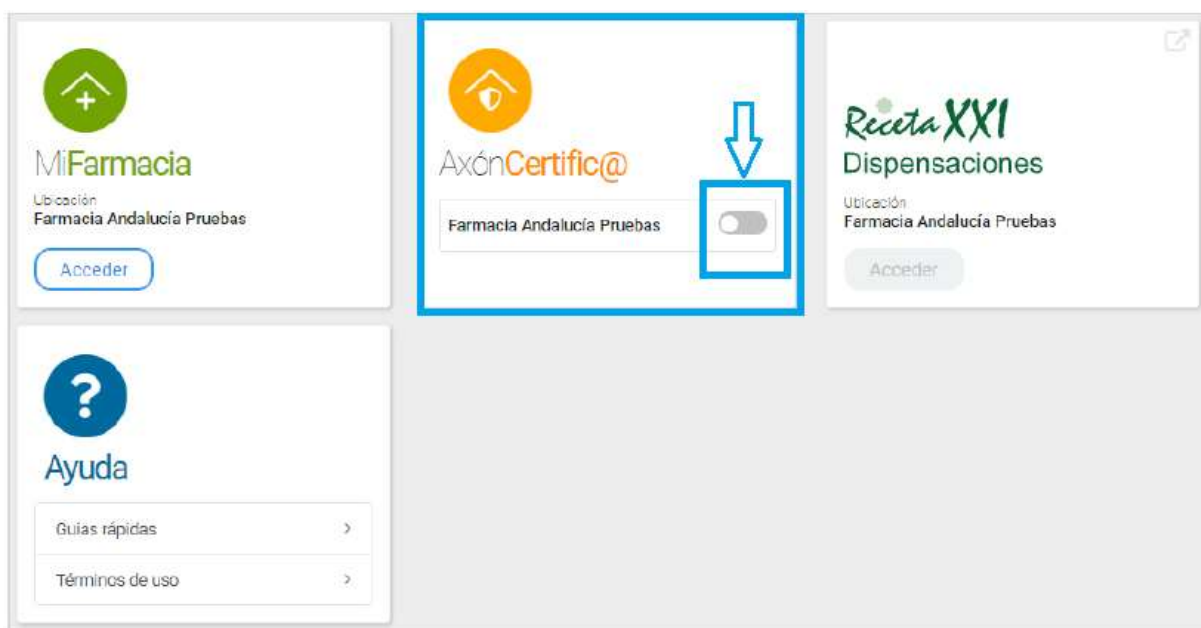 MiFarmacia
Ubicación
Farmacia Andalucía Pruebas
Acceder
AxónCertific@
Farmacia Andalucía Pruebas
Receta XXI
Dispensaciones
Ubicación
Farmacia Andalucía Pruebas
Acceder
Ayuda
Guias rápidas
Términos de uso